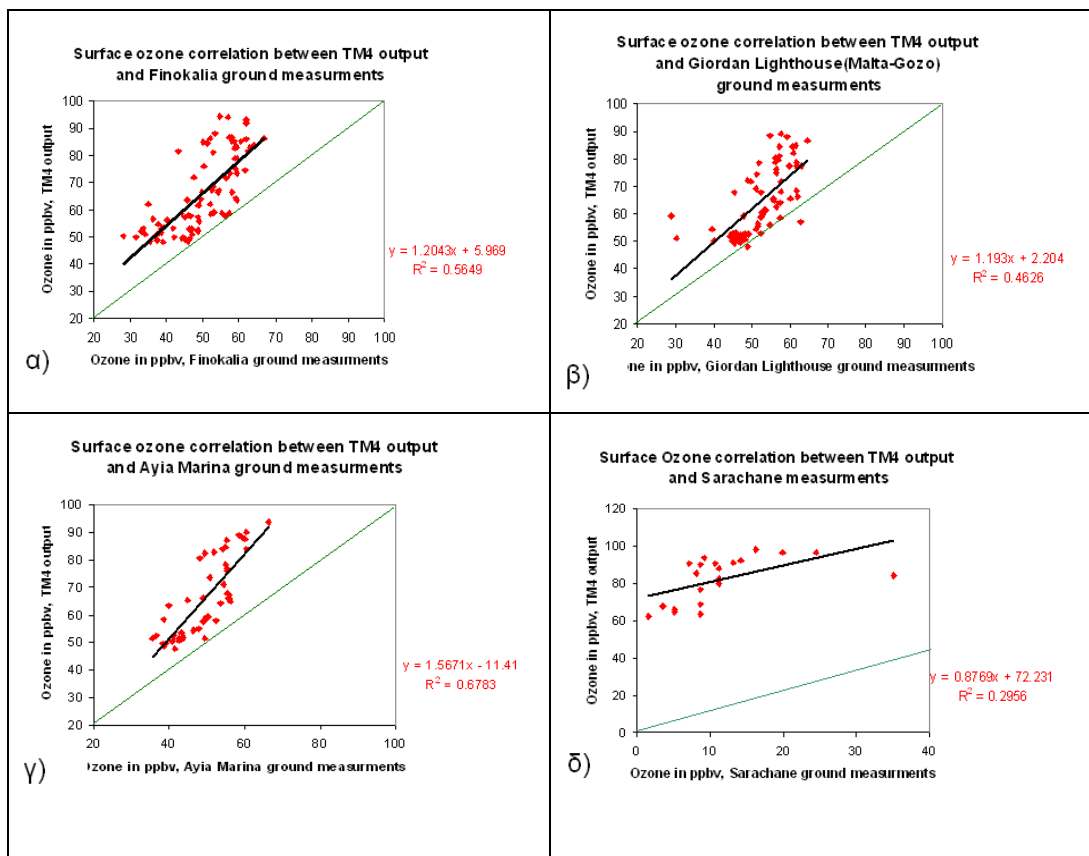 Surface ozone correlation between TM4 output
and Finokalia ground measurments
Ozone in ppbv, TM4 output
100
90
80
70
60
50
40
30
20
20 30 40 50 60 70 80 90 100
y = 1.2043x + 5.969
R² = 0.5649
Ozone in ppbv, Finokalia ground measurments
α)
Surface ozone correlation between TM4 output
and Giordan Lighthouse(Malta-Gozo)
ground measurments
Ozone in ppbv, TM4 output
100
90
80
70
60
50
40
30
20
20 30 40 50 60 70 80 90 100
y = 1.193x + 2.204
R² = 0.4626
one in ppbv, Giordan Lighthouse ground measurments
β)
Surface ozone correlation between TM4 output
and Ayia Marina ground measurments
Ozone in ppbv, TM4 output
100
90
80
70
60
50
40
30
20
20 40 60 80 100
y = 1.5671x - 11.41
R² = 0.6783
Ozone in ppbv, Ayia Marina ground measurments
γ)
Surface Ozone correlation between TM4 output
and Sarachane measurments
Ozone in ppbv, TM4 output
120
100
80
60
40
20
0
0 10 20 30 40
y = 0.8769x + 72.231
R² = 0.2956
Ozone in ppbv, Sarachane ground measurments
δ)